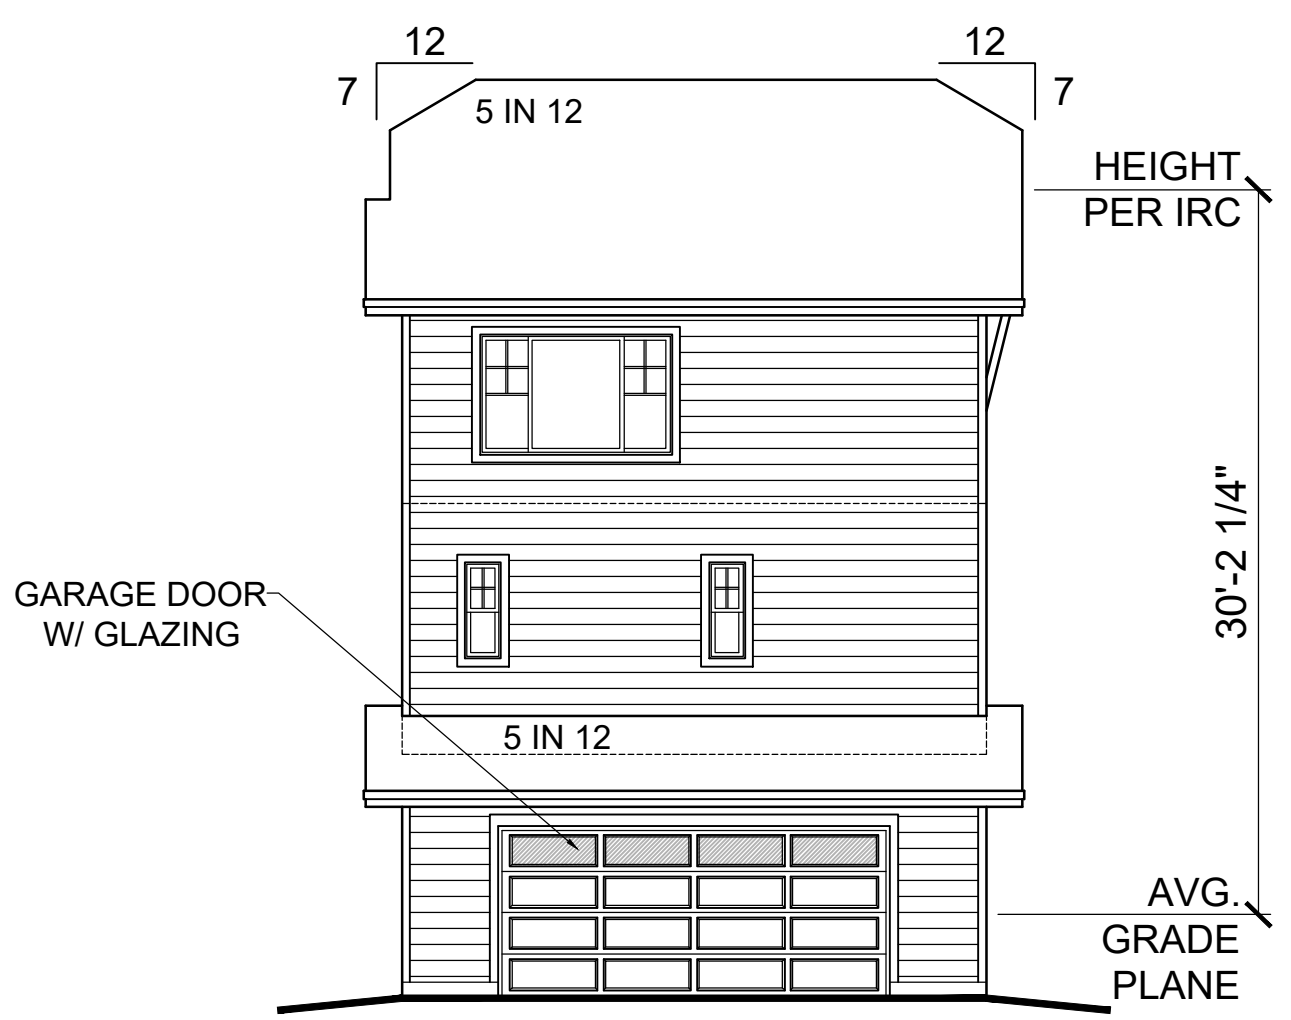 12
12
7
7
5 IN 12
HEIGHT
PER IRC
30'-2 1/4"
GARAGE DOOR
W/ GLAZING
5 IN 12
AVG.
GRADE
PLANE